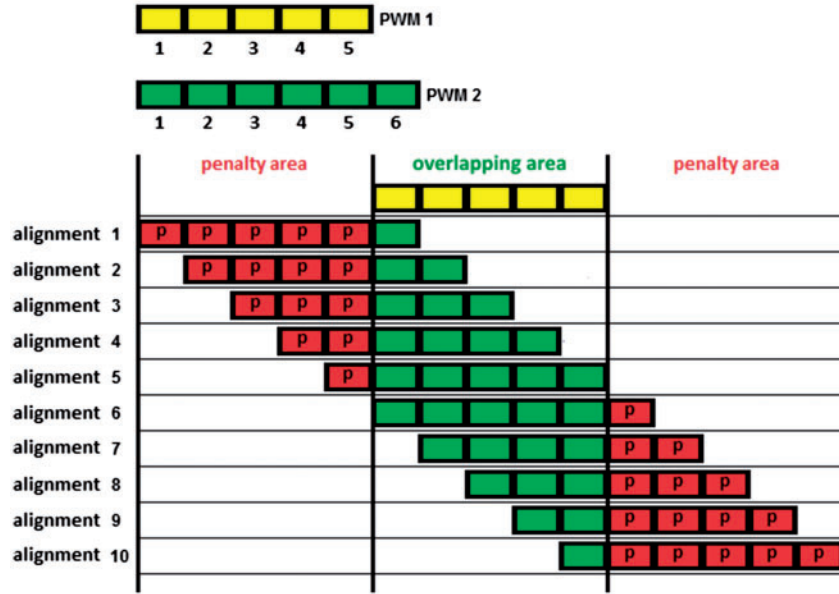 PWM 1
1 2 3 4 5
PWM 2
1 2 3 4 5 6
penalty area overlapping area penalty area
alignment 1 p p p p p
alignment 2 p p p p
alignment 3 p p p
alignment 4 p p
alignment 5 p
alignment 6 p
alignment 7 p p
alignment 8 p p p
alignment 9 p p p p
alignment 10 p p p p p